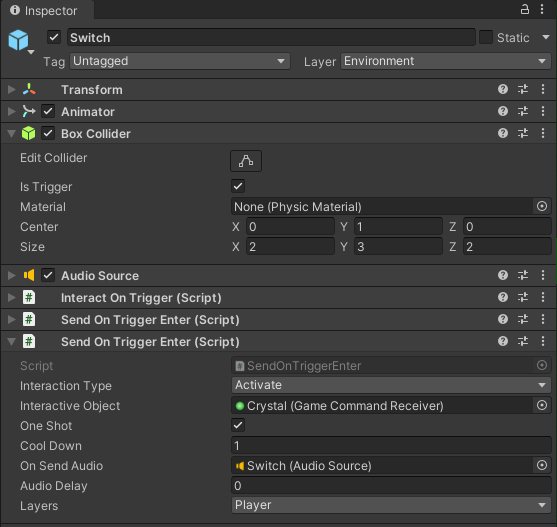 Inspector
Switch Static
Tag Untagged Layer Environment
Transform
Animator
Box Collider
Edit Collider
Is Trigger
Material None (Physic Material)
Center X 0 Y 1 Z 0
Size X 2 Y 3 Z 2
Audio Source
# Interact On Trigger (Script)
# Send On Trigger Enter (Script)
# Send On Trigger Enter (Script)
Script # SendOnTriggerEnter
Interaction Type Activate
Interactive Object Crystal (Game Command Receiver)
One Shot
Cool Down 1
On Send Audio Switch (Audio Source)
Audio Delay 0
Layers Player